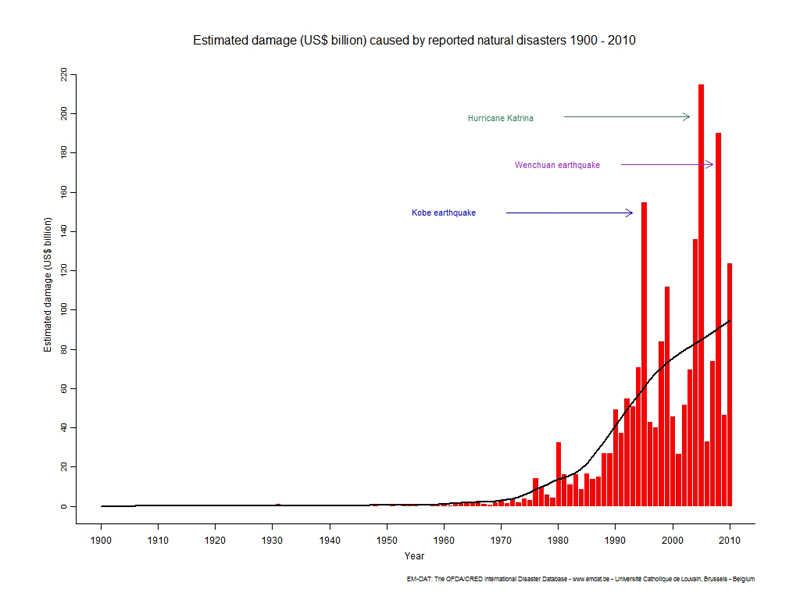 Estimated damage (US$ billion) caused by reported natural disasters 1900 - 2010
220
200
180
160
140
120
100
80
60
40
20
0
Estimated damage (US$ billion)
Hurricane Katrina
Wenchuan earthquake
Kobe earthquake
1900 1910 1920 1930 1940 1950 1960 1970 1980 1990 2000 2010
Year
EM-DAT: The OFDA/CRED International Disaster Database - www.emdat.be - Université Catholique de Louvain, Brussels - Belgium